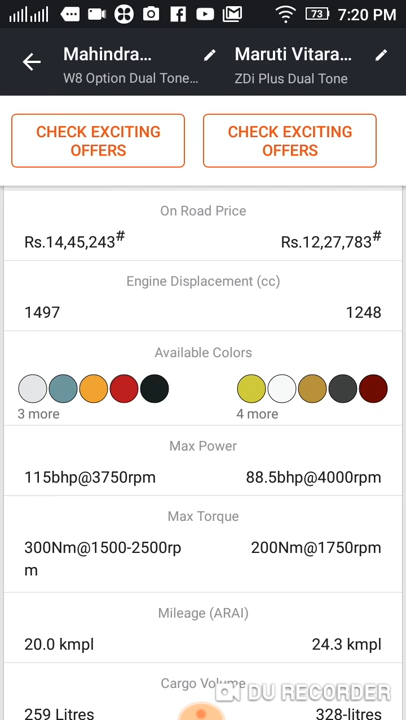 73 7:20 PM
Mahindra... Maruti Vitara...
W8 Option Dual Tone... ZDi Plus Dual Tone
CHECK EXCITING OFFERS CHECK EXCITING OFFERS
On Road Price
Rs.14,45,243# Rs.12,27,783#
Engine Displacement (cc)
1497 1248
Available Colors
3 more 4 more
Max Power
115bhp@3750rpm 88.5bhp@4000rpm
Max Torque
300Nm@1500-2500rp 200Nm@1750rpm
m
Mileage (ARAI)
20.0 kmpl 24.3 kmpl
Cargo Volume
DU RECORDER
259 Litres 328-litres